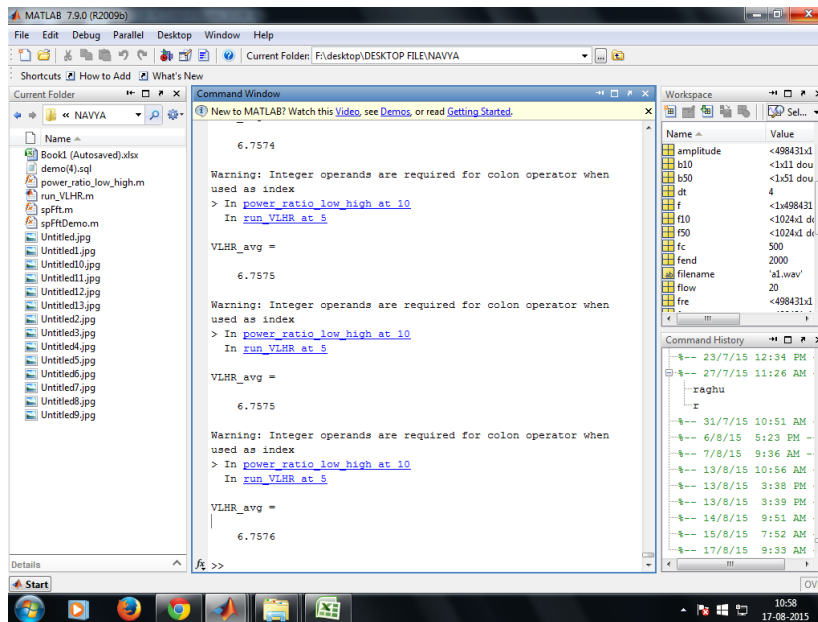 MATLAB 7.9.0 (R2009b)
File Edit Debug Parallel Desktop Window Help
Current Folder: F:\desktop\DESKTOP FILE\NAVYA
Shortcuts How to Add What's New
Current Folder
« NAVYA
Name
Book1 (Autosaved).xlsx
demo(4).sql
power_ratio_low_high.m
run_VLHR.m
spFft.m
spFftDemo.m
Untitled.jpg
Untitled1.jpg
Untitled10.jpg
Untitled11.jpg
Untitled12.jpg
Untitled13.jpg
Untitled2.jpg
Untitled3.jpg
Untitled4.jpg
Untitled5.jpg
Untitled6.jpg
Untitled7.jpg
Untitled8.jpg
Untitled9.jpg
Details
Command Window
New to MATLAB? Watch this Video, see Demos, or read Getting Started.
6.7574
Warning: Integer operands are required for colon operator when
used as index
> In power_ratio_low_high at 10
In run_VLHR at 5
VLHR_avg =
6.7575
Warning: Integer operands are required for colon operator when
used as index
> In power_ratio_low_high at 10
In run_VLHR at 5
VLHR_avg =
6.7575
Warning: Integer operands are required for colon operator when
used as index
> In power_ratio_low_high at 10
In run_VLHR at 5
VLHR_avg =
6.7576
fx >>
Workspace
Sel...
Name Value
amplitude <498431x1
b10 <1x11 dou
b50 <1x51 dou
dt 4
f <1x498431
f10 <1024x1 do
f50 <1024x1 do
fc 500
fend 2000
filename 'a1.wav'
flow 20
fre <498431x1
Command History
%-- 23/7/15 12:34 PM
%-- 27/7/15 11:26 AM
raghu
r
%-- 31/7/15 10:51 AM
%-- 6/8/15 5:23 PM --
%-- 7/8/15 9:36 AM --
%-- 13/8/15 10:56 AM
%-- 13/8/15 3:38 PM
%-- 13/8/15 3:39 PM
%-- 14/8/15 9:51 AM
%-- 15/8/15 7:52 AM
%-- 17/8/15 9:33 AM
Start
OV
10:58
17-08-2015